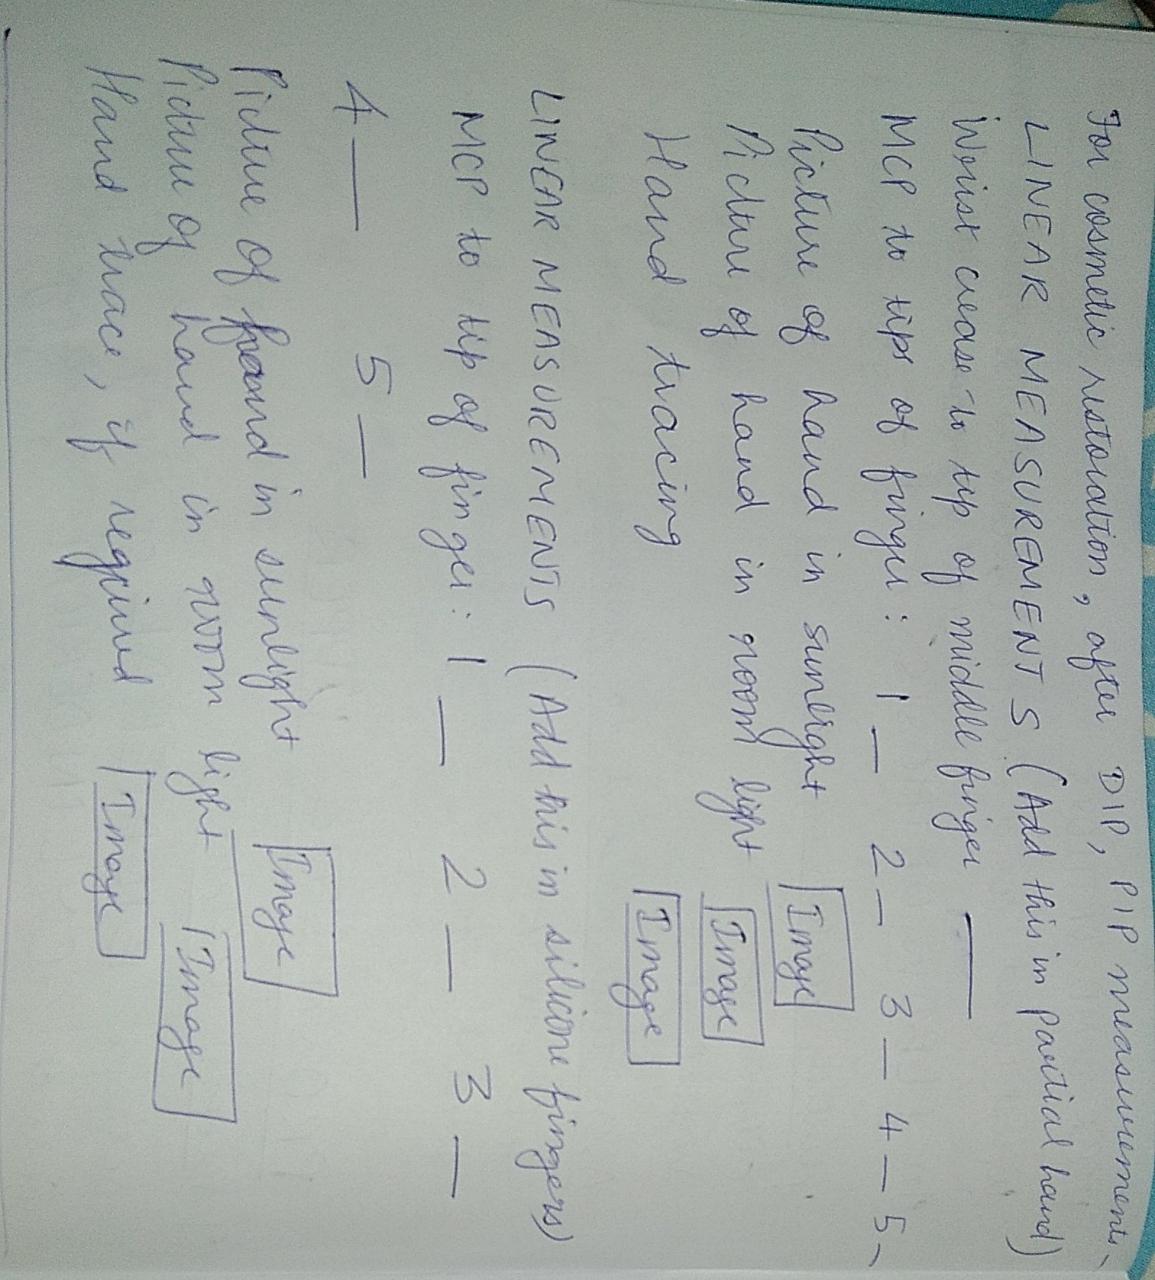 For cosmetic restoration, after DIP, PIP measurements-
LINEAR MEASUREMENTS (Add this in partial hand)
Wrist crease to tip of middle finger —
MCP to tips of finger: 1 _ 2 _ 3 _ 4 _ 5 _
Picture of hand in sunlight Image
Picture of hand in room light Image
Hand tracing Image
LINEAR MEASUREMENTS (Add this in silicone fingers)
MCP to tip of finger: 1 _ 2 _ 3 _
4 _ 5 _
Picture of hand in sunlight Image
Picture of hand in room light Image
Hand trace, if required Image